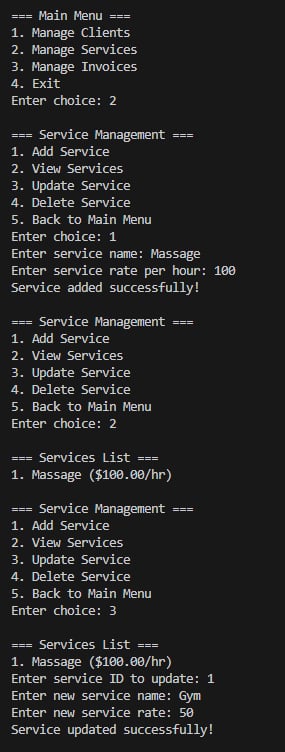 === Main Menu ===
1. Manage Clients
2. Manage Services
3. Manage Invoices
4. Exit
Enter choice: 2
=== Service Management ===
1. Add Service
2. View Services
3. Update Service
4. Delete Service
5. Back to Main Menu
Enter choice: 1
Enter service name: Massage
Enter service rate per hour: 100
Service added successfully!
=== Service Management ===
1. Add Service
2. View Services
3. Update Service
4. Delete Service
5. Back to Main Menu
Enter choice: 2
=== Services List ===
1. Massage ($100.00/hr)
=== Service Management ===
1. Add Service
2. View Services
3. Update Service
4. Delete Service
5. Back to Main Menu
Enter choice: 3
=== Services List ===
1. Massage ($100.00/hr)
Enter service ID to update: 1
Enter new service name: Gym
Enter new service rate: 50
Service updated successfully!